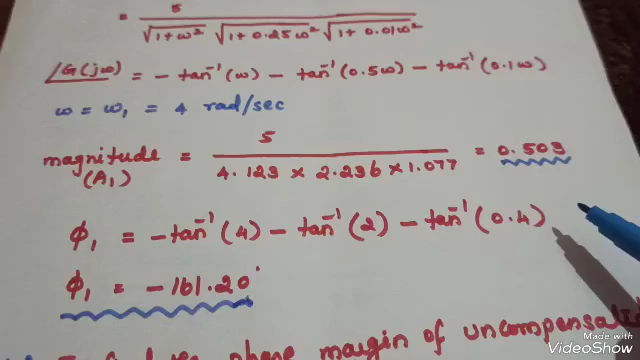 = 5 / √1+ω² √1+0.25ω² √1+0.01ω²
∠G(jω) = -tan⁻¹(ω) - tan⁻¹(0.5ω) - tan⁻¹(0.1ω)
ω = ω₁ = 4 rad/sec
magnitude (A₁) = 5 / 4.123 × 2.236 × 1.077 = 0.503
ϕ₁ = -tan⁻¹(4) - tan⁻¹(2) - tan⁻¹(0.4)
ϕ₁ = -161.20°
phase margin of uncompensated
Made with
VideoShow